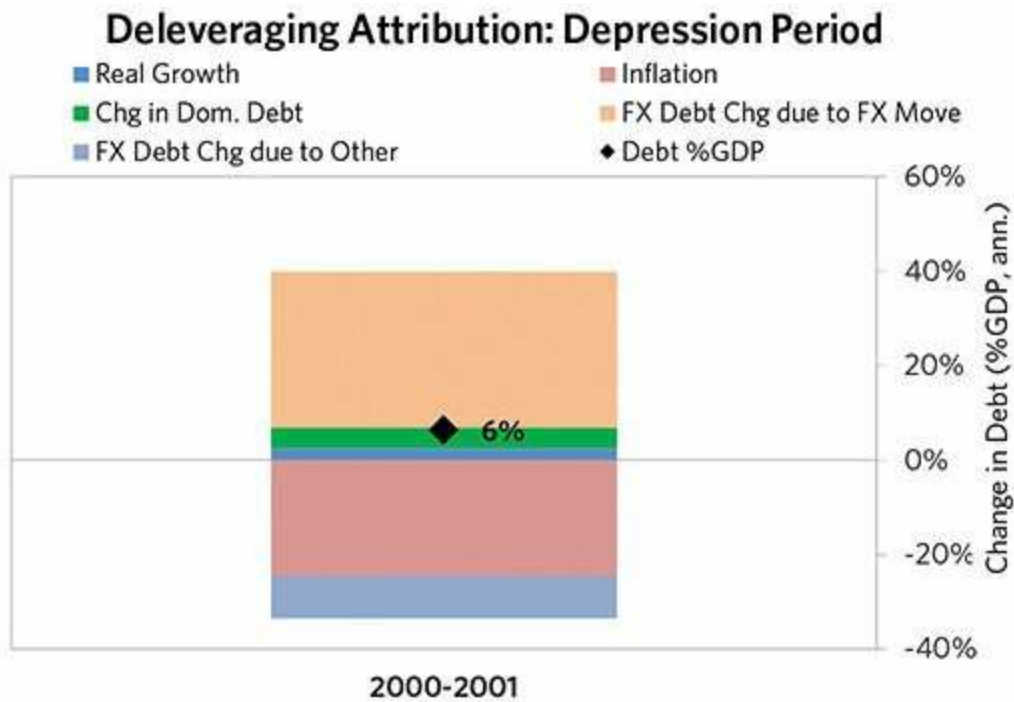 Deleveraging Attribution: Depression Period
Real Growth
Inflation
Chg in Dom. Debt
FX Debt Chg due to FX Move
FX Debt Chg due to Other
Debt %GDP
60%
40%
20%
0%
-20%
-40%
Change in Debt (%GDP, ann.)
6%
2000-2001